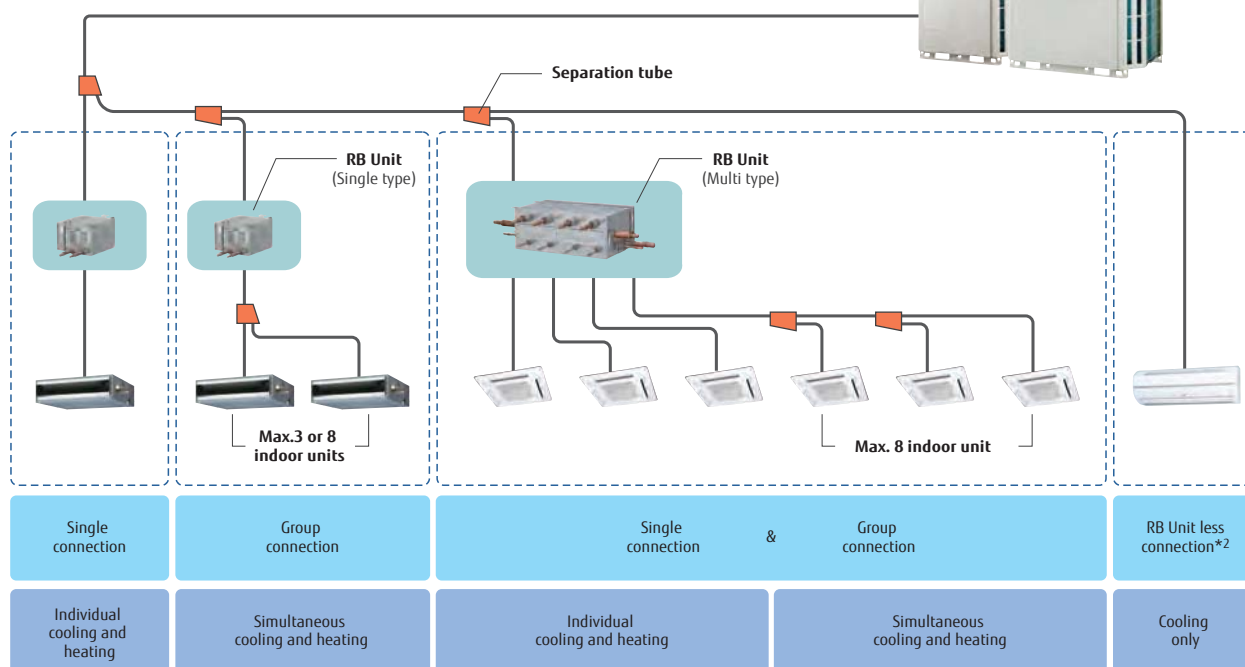 Separation tube
RB Unit
(Single type)
RB Unit
(Multi type)
Max.3 or 8
indoor units
Max. 8 indoor unit
Single
connection
Group
connection
Single
connection
&
Group
connection
RB Unit less
connection*2
Individual
cooling and
heating
Simultaneous
cooling and heating
Individual
cooling and heating
Simultaneous
cooling and heating
Cooling
only